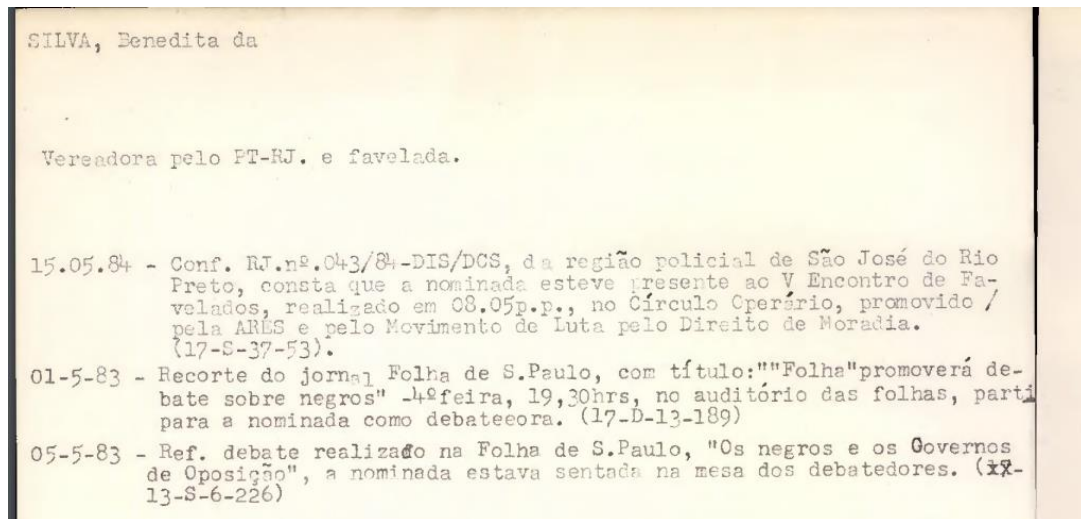 SILVA, Benedita da
Vereadora pelo PT-RJ. e favelada.
15.05.84 - Conf. RJ.nº.043/84-DIS/DCS, da região policial de São José do Rio
Preto, consta que a nominada esteve presente ao V Encontro de Fa-
velados, realizado em 08.05p.p., no Círculo Operário, promovido /
pela ARES e pelo Movimento de Luta pelo Direito de Moradia.
(17-S-37-53).
01-5-83 - Recorte do jornal Folha de S.Paulo, com título:""Folha"promoverá de-
bate sobre negros" -4ºfeira, 19,30hrs, no auditório das folhas, parti
para a nominada como debateeora. (17-D-13-189)
05-5-83 - Ref. debate realizado na Folha de S.Paulo, "Os negros e os Governos
de Oposição", a nominada estava sentada na mesa dos debatedores. (
13-S-6-226)